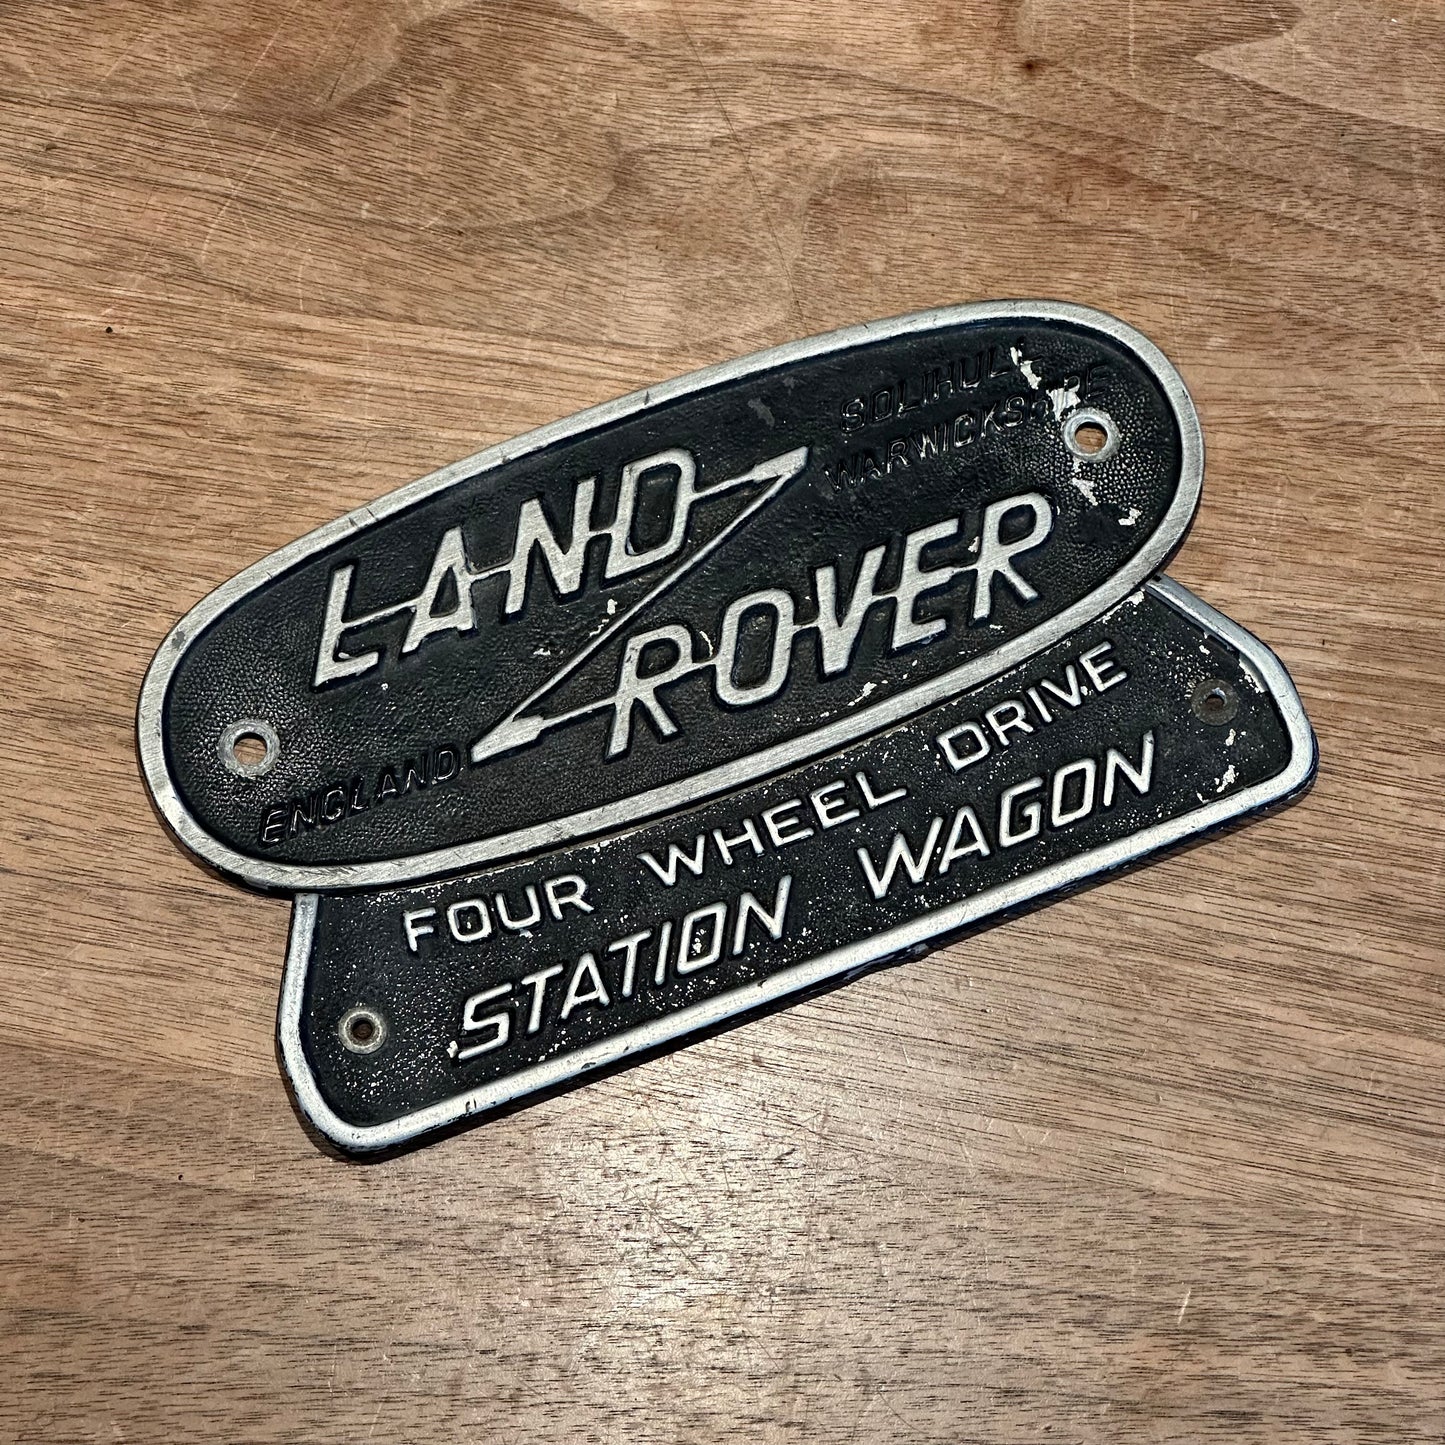 SOLIHULL
WARWICKSHIRE
LAND
ROVER
ENGLAND
FOUR WHEEL DRIVE
STATION WAGON